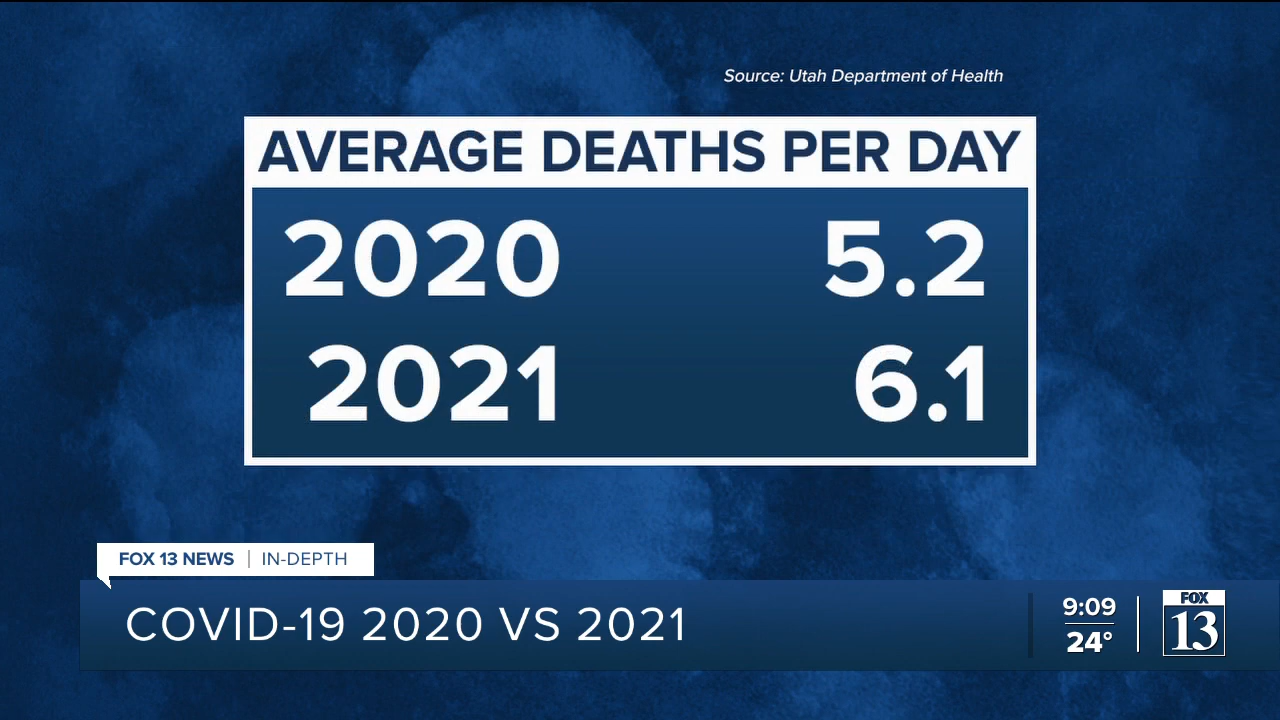 Source: Utah Department of Health
AVERAGE DEATHS PER DAY
2020 5.2
2021 6.1
FOX 13 NEWS | IN-DEPTH
COVID-19 2020 VS 2021
9:09
24°
FOX
13